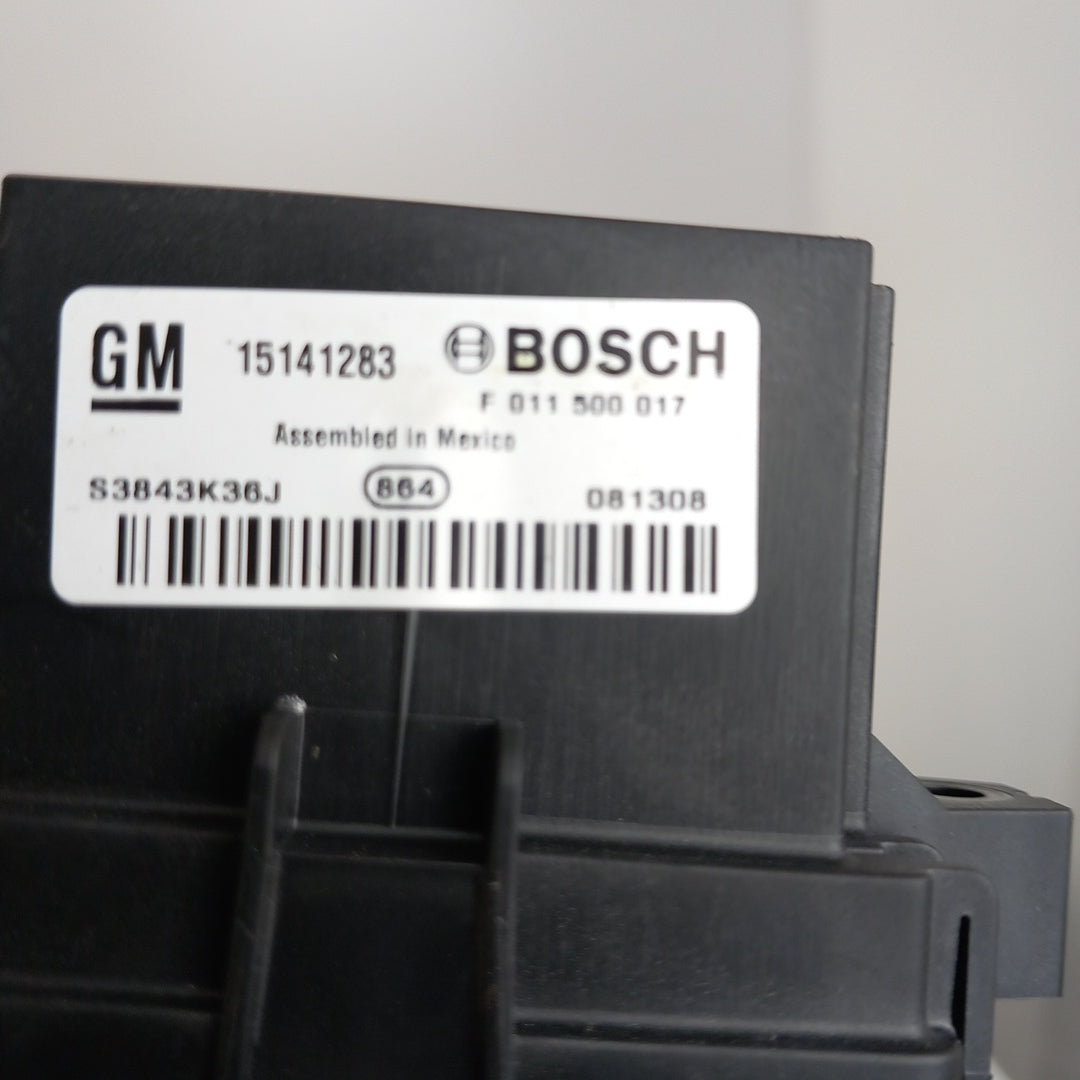 GM 15141283 BOSCH
F 011 500 017
Assembled in Mexico
S3843K36J 864 081308